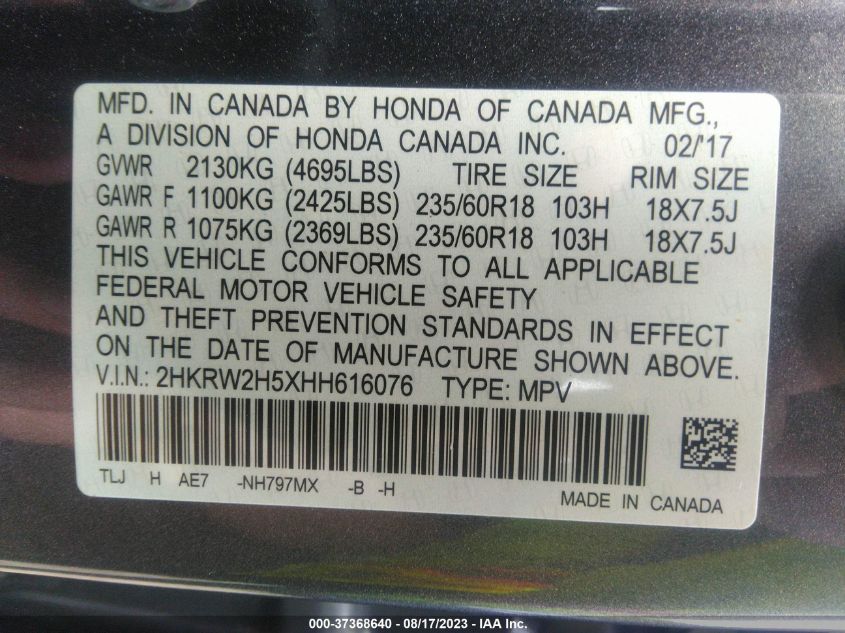 MFD. IN CANADA BY HONDA OF CANADA MFG.,
A DIVISION OF HONDA CANADA INC. 02/'17
GVWR 2130KG (4695LBS) TIRE SIZE RIM SIZE
GAWR F 1100KG (2425LBS) 235/60R18 103H 18X7.5J
GAWR R 1075KG (2369LBS) 235/60R18 103H 18X7.5J
THIS VEHICLE CONFORMS TO ALL APPLICABLE
FEDERAL MOTOR VEHICLE SAFETY
AND THEFT PREVENTION STANDARDS IN EFFECT
ON THE DATE OF MANUFACTURE SHOWN ABOVE.
V.I.N.: 2HKRW2H5XHH616076 TYPE: MPV
TLJ H AE7 -NH797MX -B -H
MADE IN CANADA
000-37368640 - 08/17/2023 - IAA Inc.